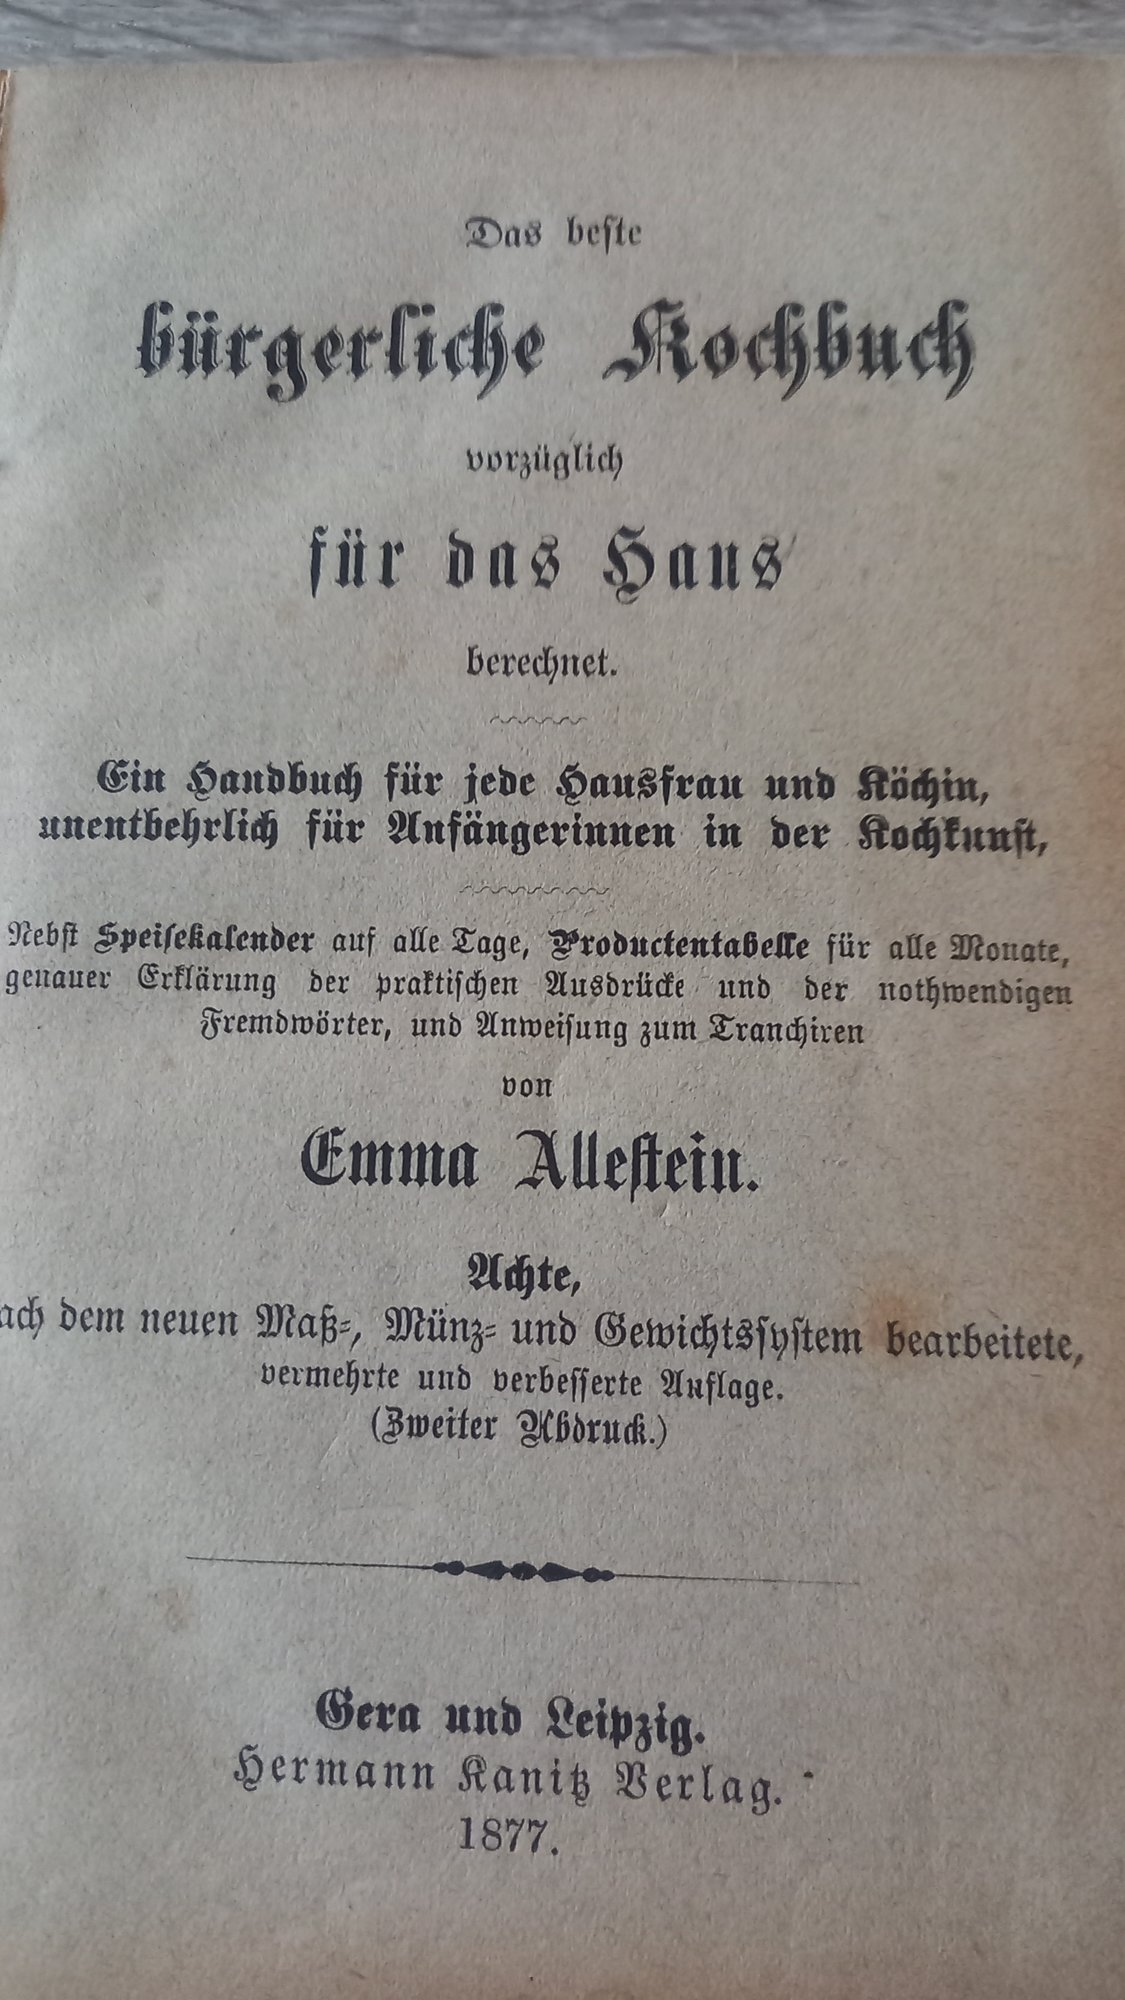 Das beste
bürgerliche Kochbuch
vorzüglich
für das Haus
berechnet.
Ein Handbuch für jede Hausfrau und Köchin,
unentbehrlich für Anfängerinnen in der Kochkunst,
Nebst Speisekalender auf alle Tage, Productentabelle für alle Monate,
genauer Erklärung der praktischen Ausdrücke und der nothwendigen
Fremdwörter, und Anweisung zum Tranchiren
von
Emma Allestein.
Achte,
ach dem neuen Maß-, Münz- und Gewichtssystem bearbeitete,
vermehrte und verbesserte Auflage.
(Zweiter Abdruck.)
Gera und Leipzig.
Hermann Kanitz Verlag.
1877.